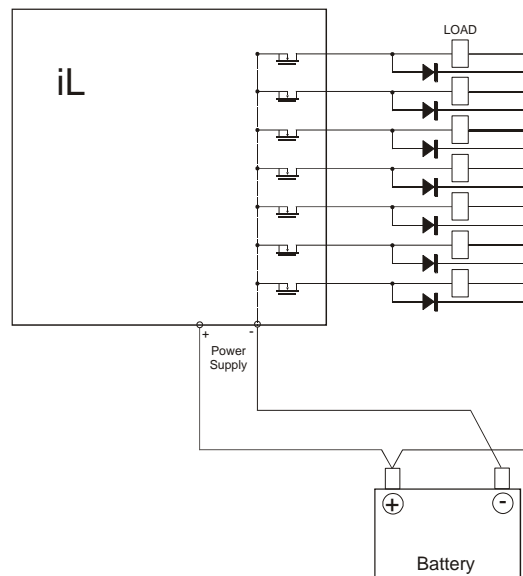 LOAD
iL
+ -
Power
Supply
+ -
Battery